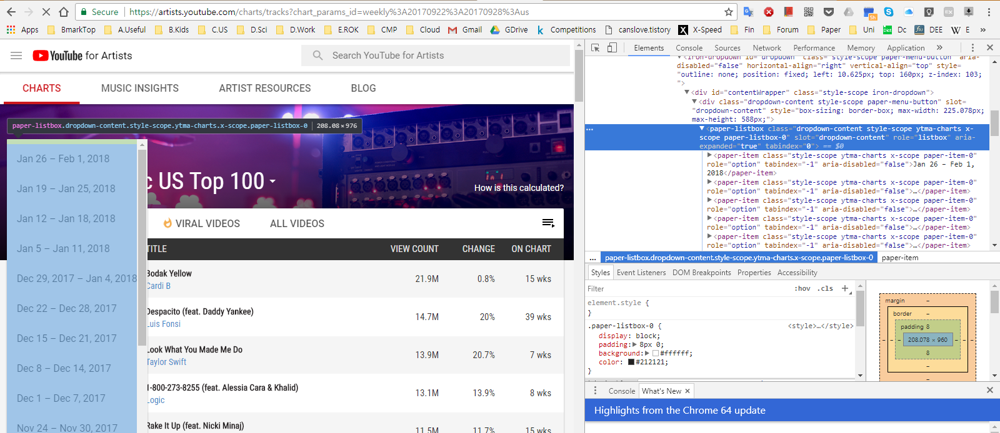 Secure https://artists.youtube.com/charts/tracks?chart_params_id=weekly%3A20170922%3A20170928%3Aus
Apps BmarkTop A.Useful B.Kids C.US D.Sci D.Work E.ROK CMP Cloud Gmail GDrive Competitions canslove.tistory X-Speed Fin Forum Paper Uni Dc DEE E »
YouTube for Artists
Search YouTube for Artists
CHARTS MUSIC INSIGHTS ARTIST RESOURCES BLOG
paper-listbox.dropdown-content.style-scope.ytma-charts.x-scope.paper-listbox-0 208.08×976
Jan 26 – Feb 1, 2018
Jan 19 – Jan 25, 2018
Jan 12 – Jan 18, 2018
Jan 5 – Jan 11, 2018
Dec 29, 2017 – Jan 4, 2018
Dec 22 – Dec 28, 2017
Dec 15 – Dec 21, 2017
Dec 8 – Dec 14, 2017
Dec 1 – Dec 7, 2017
Nov 24 – Nov 30, 2017
c US Top 100
How is this calculated?
VIRAL VIDEOS ALL VIDEOS
TITLE VIEW COUNT CHANGE ON CHART
Bodak Yellow
Cardi B
21.9M 0.8% 15 wks
Despacito (feat. Daddy Yankee)
Luis Fonsi
14.7M 20% 39 wks
Look What You Made Me Do
Taylor Swift
13.9M 20.7% 7 wks
1-800-273-8255 (feat. Alessia Cara & Khalid)
Logic
13.1M 13.9% 8 wks
Rake It Up (feat. Nicki Minaj)
11.5M 11.7% 15 wks
Elements Console Sources Network Performance Memory Application »
<iron-dropdown id="dropdown" class="style-scope paper-menu-button" aria-
disabled="false" horizontal-align="right" vertical-align="top" style=
"outline: none; position: fixed; left: 10.625px; top: 160px; z-index: 103;
">
<div id="contentWrapper" class="style-scope iron-dropdown">
<div class="dropdown-content style-scope paper-menu-button" slot=
"dropdown-content" style="box-sizing: border-box; max-width: 225.078px;
max-height: 588px;">
<paper-listbox class="dropdown-content style-scope ytma-charts x-
scope paper-listbox-0" slot="dropdown-content" role="listbox" aria-
expanded="true" tabindex="0"> == $0
<paper-item class="style-scope ytma-charts x-scope paper-item-0"
role="option" tabindex="-1" aria-disabled="false">Jan 26 – Feb 1,
2018</paper-item>
<paper-item class="style-scope ytma-charts x-scope paper-item-0"
role="option" tabindex="-1" aria-disabled="false">…</paper-item>
<paper-item class="style-scope ytma-charts x-scope paper-item-0"
role="option" tabindex="-1" aria-disabled="false">…</paper-item>
<paper-item class="style-scope ytma-charts x-scope paper-item-0"
role="option" tabindex="-1" aria-disabled="false">…</paper-item>
<paper-item class="style-scope ytma-charts x-scope paper-item-0"
role="option" tabindex="-1" aria-disabled="false">…</paper-item>
... paper-listbox.dropdown-content.style-scope.ytma-charts.x-scope.paper-listbox-0 paper-item
Styles Event Listeners DOM Breakpoints Properties Accessibility
Filter :hov .cls +
element.style {
}
.paper-listbox-0 { <style>…</style>
display: block;
padding: 8px 0;
background: #ffffff;
color: #212121;
}
margin –
border –
padding 8
– – – 208.078 × 960 – – –
8
–
–
Console What's New ×
Highlights from the Chrome 64 update